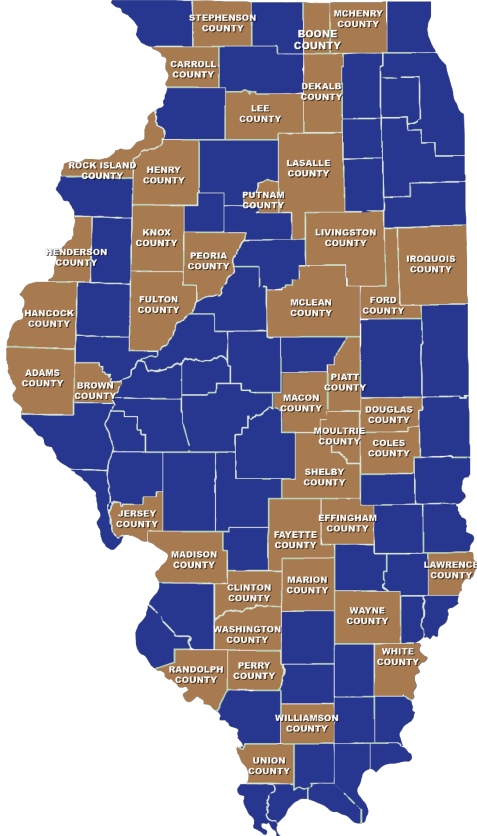 STEPHENSON
COUNTY
MCHENRY
COUNTY
BOONE
COUNTY
CARROLL
COUNTY
DEKALB
COUNTY
LEE
COUNTY
ROCK ISLAND
COUNTY
HENRY
COUNTY
LASALLE
COUNTY
PUTNAM
COUNTY
KNOX
COUNTY
LIVINGSTON
COUNTY
HENDERSON
COUNTY
PEORIA
COUNTY
IROQUOIS
COUNTY
FULTON
COUNTY
MCLEAN
COUNTY
FORD
COUNTY
HANCOCK
COUNTY
ADAMS
COUNTY
BROWN
COUNTY
PIATT
COUNTY
MACON
COUNTY
DOUGLAS
COUNTY
MOULTRIE
COUNTY
COLES
COUNTY
SHELBY
COUNTY
JERSEY
COUNTY
EFFINGHAM
COUNTY
FAYETTE
COUNTY
MADISON
COUNTY
LAWRENCE
COUNTY
CLINTON
COUNTY
MARION
COUNTY
WAYNE
COUNTY
WASHINGTON
COUNTY
WHITE
COUNTY
RANDOLPH
COUNTY
PERRY
COUNTY
WILLIAMSON
COUNTY
UNION
COUNTY